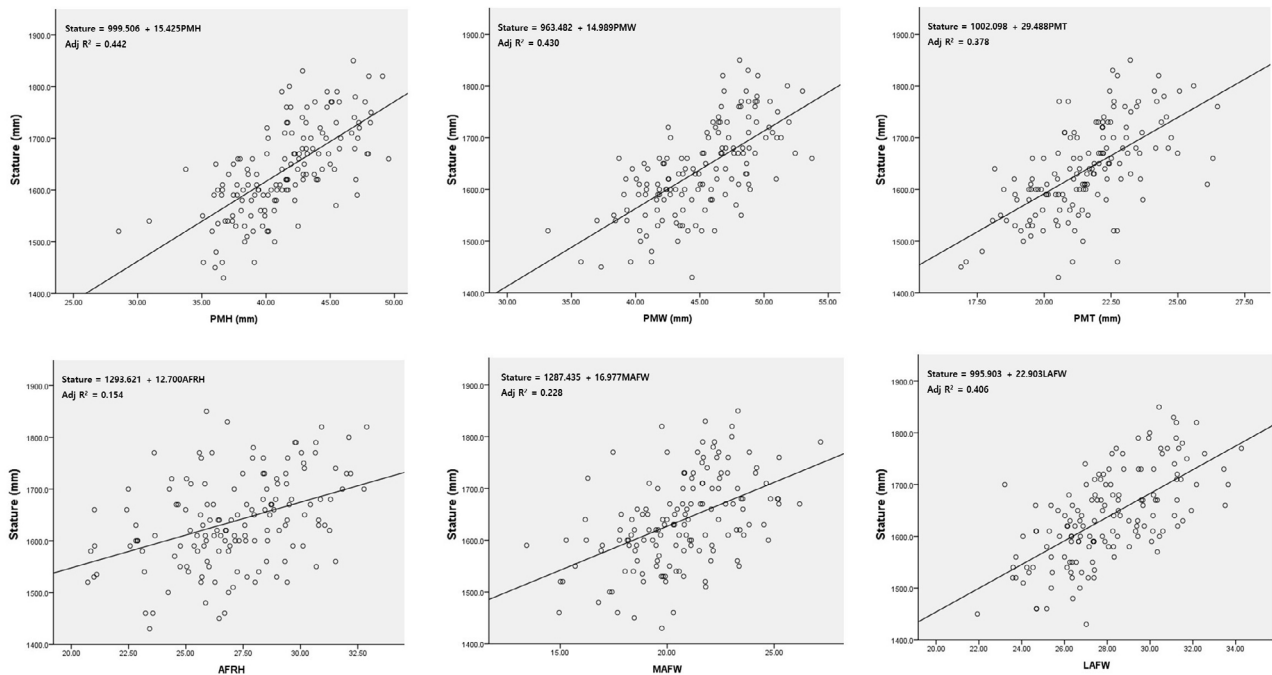 Stature = 999.506 + 15.425PMH
Adj R² = 0.442
1900.0
1800.0
1700.0
1600.0
1500.0
1400.0
Stature (mm)
25.00 30.00 35.00 40.00 45.00 50.00
PMH (mm)
Stature = 963.482 + 14.989PMW
Adj R² = 0.430
1900.0
1800.0
1700.0
1600.0
1500.0
1400.0
Stature (mm)
30.00 35.00 40.00 45.00 50.00 55.00
PMW (mm)
Stature = 1002.098 + 29.488PMT
Adj R² = 0.378
1900.0
1800.0
1700.0
1600.0
1500.0
1400.0
Stature (mm)
17.50 20.00 22.50 25.00 27.50
PMT (mm)
Stature = 1293.621 + 12.700AFRH
Adj R² = 0.154
1900.0
1800.0
1700.0
1600.0
1500.0
1400.0
Stature (mm)
20.00 22.50 25.00 27.50 30.00 32.50
AFRH
Stature = 1287.435 + 16.977MAFW
Adj R² = 0.228
1900.0
1800.0
1700.0
1600.0
1500.0
1400.0
Stature (mm)
15.00 20.00 25.00
MAFW
Stature = 995.903 + 22.903LAFW
Adj R² = 0.406
1900.0
1800.0
1700.0
1600.0
1500.0
1400.0
Stature (mm)
20.00 22.00 24.00 26.00 28.00 30.00 32.00 34.00
LAFW